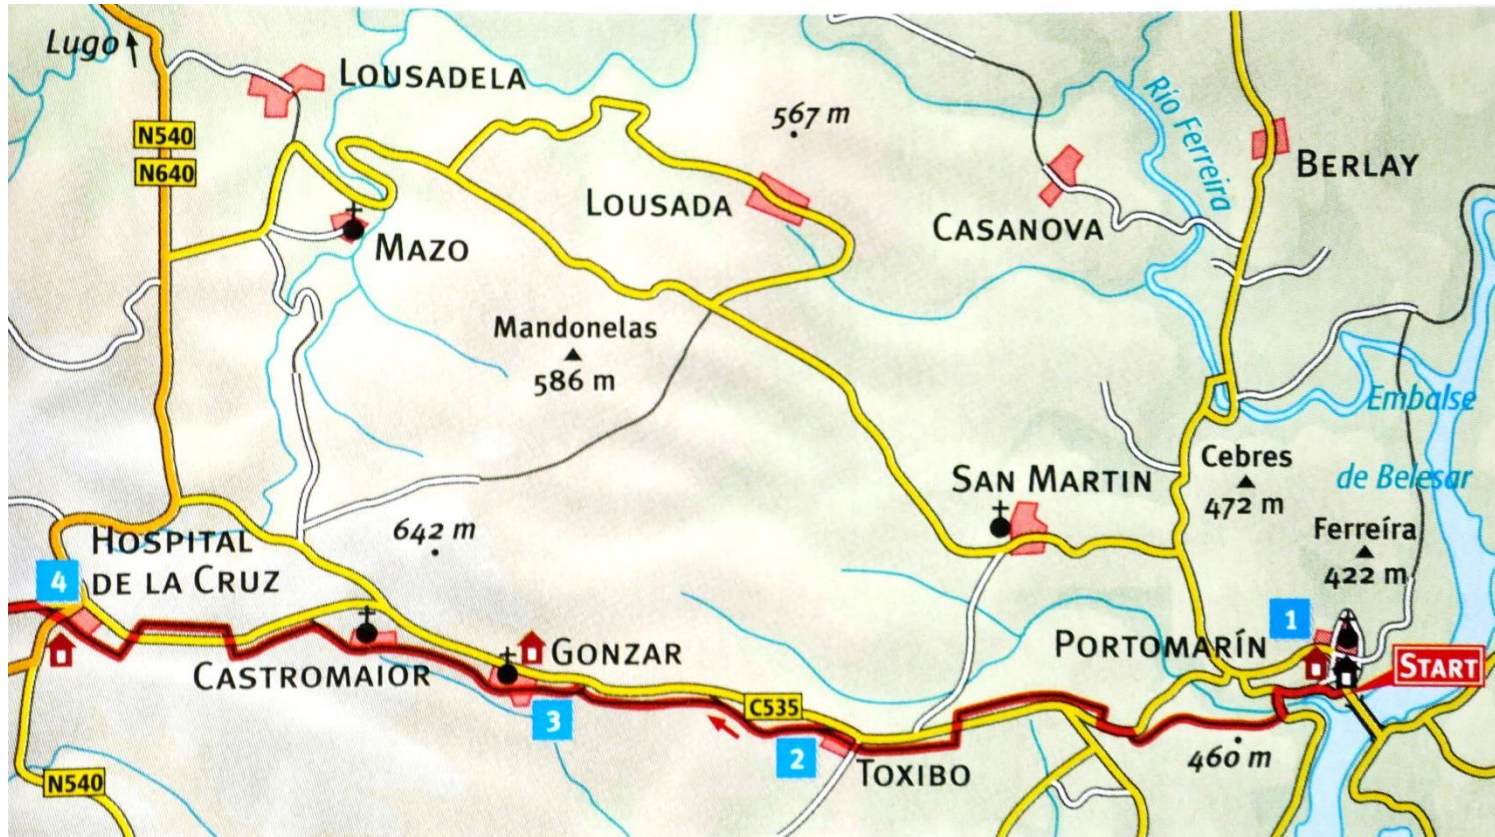 Lugo
LOUSADELA
567 m
Río Ferreira
N540
N640
BERLAY
LOUSADA
CASANOVA
MAZO
Mandonelas
586 m
Embalse
de Belesar
Cebres
472 m
SAN MARTIN
642 m
Ferreíra
422 m
HOSPITAL
DE LA CRUZ
4
1
PORTOMARÍN
START
GONZAR
CASTROMAIOR
C535
3
2
TOXIBO
460 m
N540